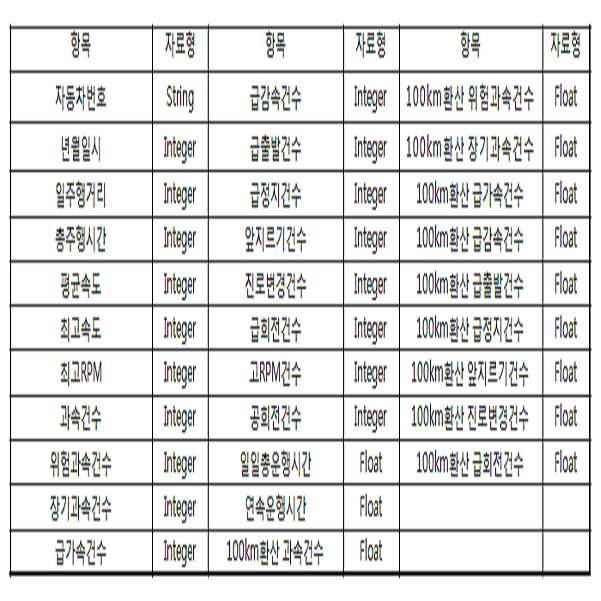 항목 자료형 항목 자료형 항목 자료형
자동차번호 String 급감속건수 Integer 100km환산 위험과속건수 Float
년월일시 Integer 급출발건수 Integer 100km환산 장기과속건수 Float
일주행거리 Integer 급정지건수 Integer 100km환산 급가속건수 Float
총주행시간 Integer 앞지르기건수 Integer 100km환산 급감속건수 Float
평균속도 Integer 진로변경건수 Integer 100km환산 급출발건수 Float
최고속도 Integer 급회전건수 Integer 100km환산 급정지건수 Float
최고RPM Integer 고RPM건수 Integer 100km환산 앞지르기건수 Float
과속건수 Integer 공회전건수 Integer 100km환산 진로변경건수 Float
위험과속건수 Integer 일일총운행시간 Float 100km환산 급회전건수 Float
장기과속건수 Integer 연속운행시간 Float
급가속건수 Integer 100km환산 과속건수 Float